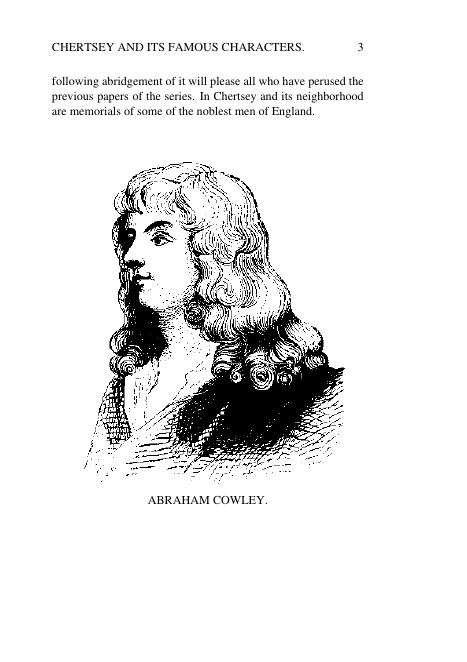 CHERTSEY AND ITS FAMOUS CHARACTERS. 3
following abridgement of it will please all who have perused the
previous papers of the series. In Chertsey and its neighborhood
are memorials of some of the noblest men of England.
ABRAHAM COWLEY.